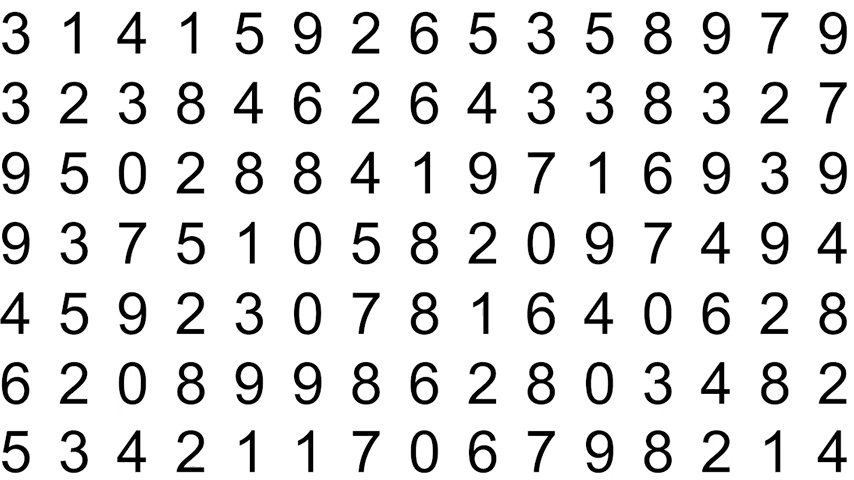 3 1 4 1 5 9 2 6 5 3 5 8 9 7 9
3 2 3 8 4 6 2 6 4 3 3 8 3 2 7
9 5 0 2 8 8 4 1 9 7 1 6 9 3 9
9 3 7 5 1 0 5 8 2 0 9 7 4 9 4
4 5 9 2 3 0 7 8 1 6 4 0 6 2 8
6 2 0 8 9 9 8 6 2 8 0 3 4 8 2
5 3 4 2 1 1 7 0 6 7 9 8 2 1 4